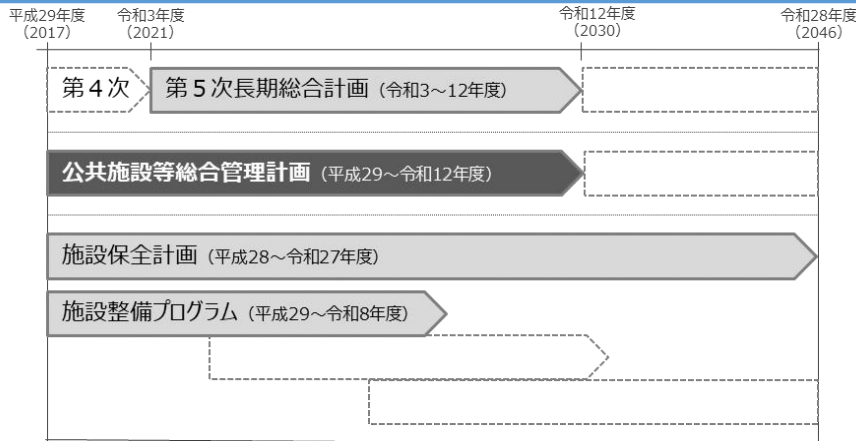 平成29年度 令和3年度 令和12年度 令和28年度
(2017) (2021) (2030) (2046)
第４次 第５次長期総合計画（令和3～12年度）
公共施設等総合管理計画（平成29～令和12年度）
施設保全計画（平成28～令和27年度）
施設整備プログラム（平成29～令和8年度）